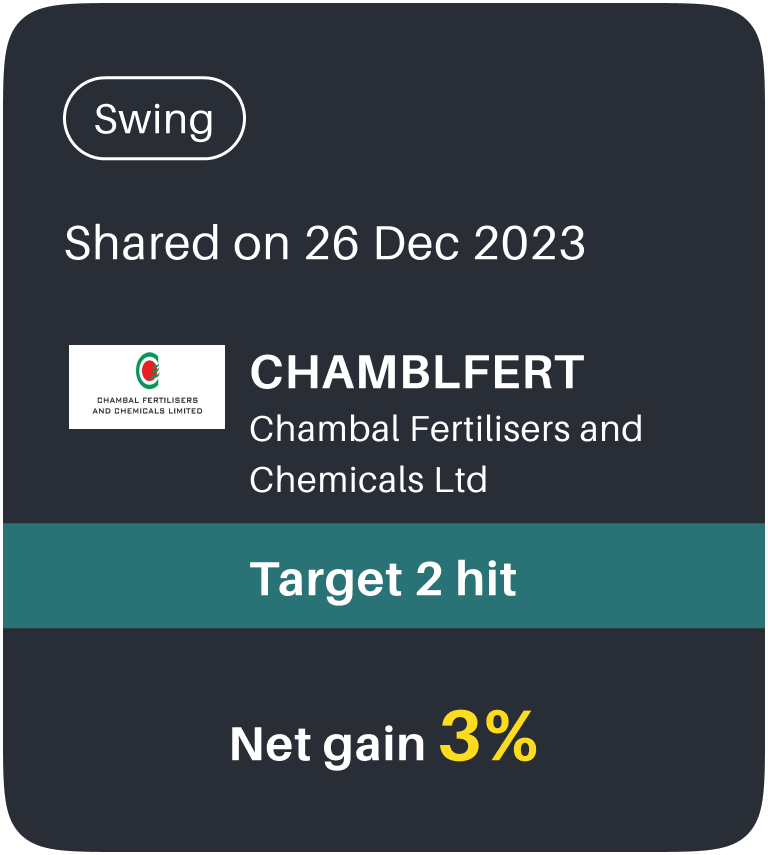 Swing
Shared on 26 Dec 2023
CHAMBAL FERTILISERS
AND CHEMICALS LIMITED
CHAMBLFERT
Chambal Fertilisers and
Chemicals Ltd
Target 2 hit
Net gain 3%